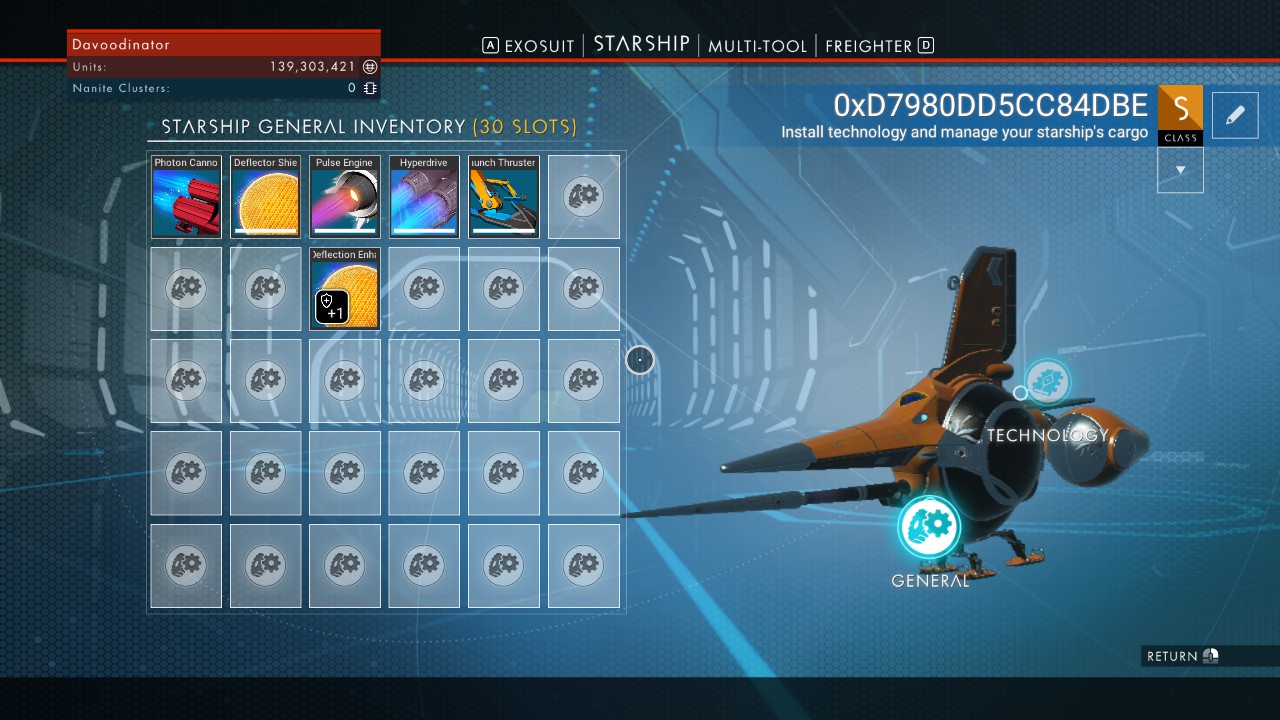 Davoodinator
Units: 139,303,421
Nanite Clusters: 0
A EXOSUIT STARSHIP MULTI-TOOL FREIGHTER D
STARSHIP GENERAL INVENTORY (30 SLOTS)
0xD7980DD5CC84DBE
Install technology and manage your starship's cargo
S
CLASS
Photon Canno Deflector Shie Pulse Engine Hyperdrive unch Thruster
Deflection Enha
+1
TECHNOLOGY
GENERAL
RETURN